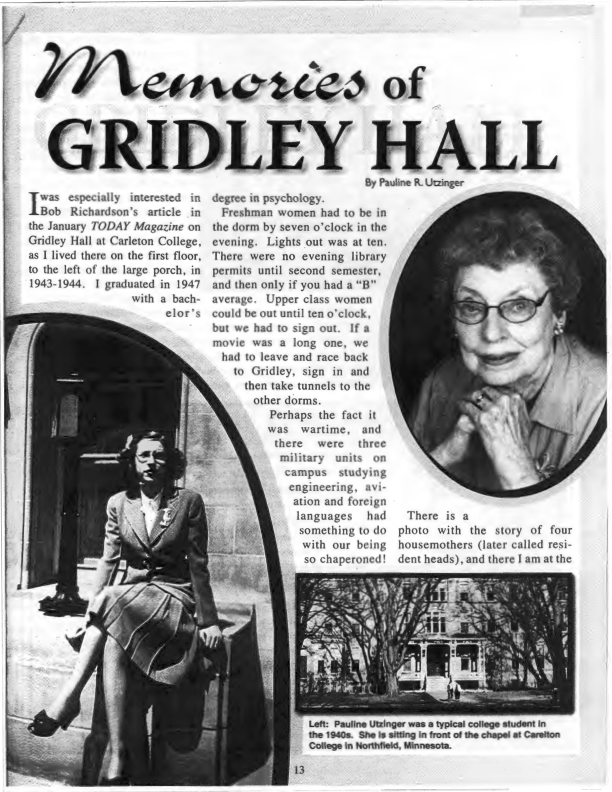 Memories of
GRIDLEY HALL
By Pauline R. Utzinger
I was especially interested in
Bob Richardson's article in
the January TODAY Magazine on
Gridley Hall at Carleton College,
as I lived there on the first floor,
to the left of the large porch, in
1943-1944. I graduated in 1947
with a bach-
elor's
degree in psychology.
Freshman women had to be in
the dorm by seven o'clock in the
evening. Lights out was at ten.
There were no evening library
permits until second semester,
and then only if you had a "B"
average. Upper class women
could be out until ten o'clock,
but we had to sign out. If a
movie was a long one, we
had to leave and race back
to Gridley, sign in and
then take tunnels to the
other dorms.
Perhaps the fact it
was wartime, and
there were three
military units on
campus studying
engineering, avi-
ation and foreign
languages had
something to do
with our being
so chaperoned!
There is a
photo with the story of four
housemothers (later called resi-
dent heads), and there I am at the
Left: Pauline Utzinger was a typical college student in
the 1940s. She is sitting in front of the chapel at Carelton
College in Northfield, Minnesota.
13